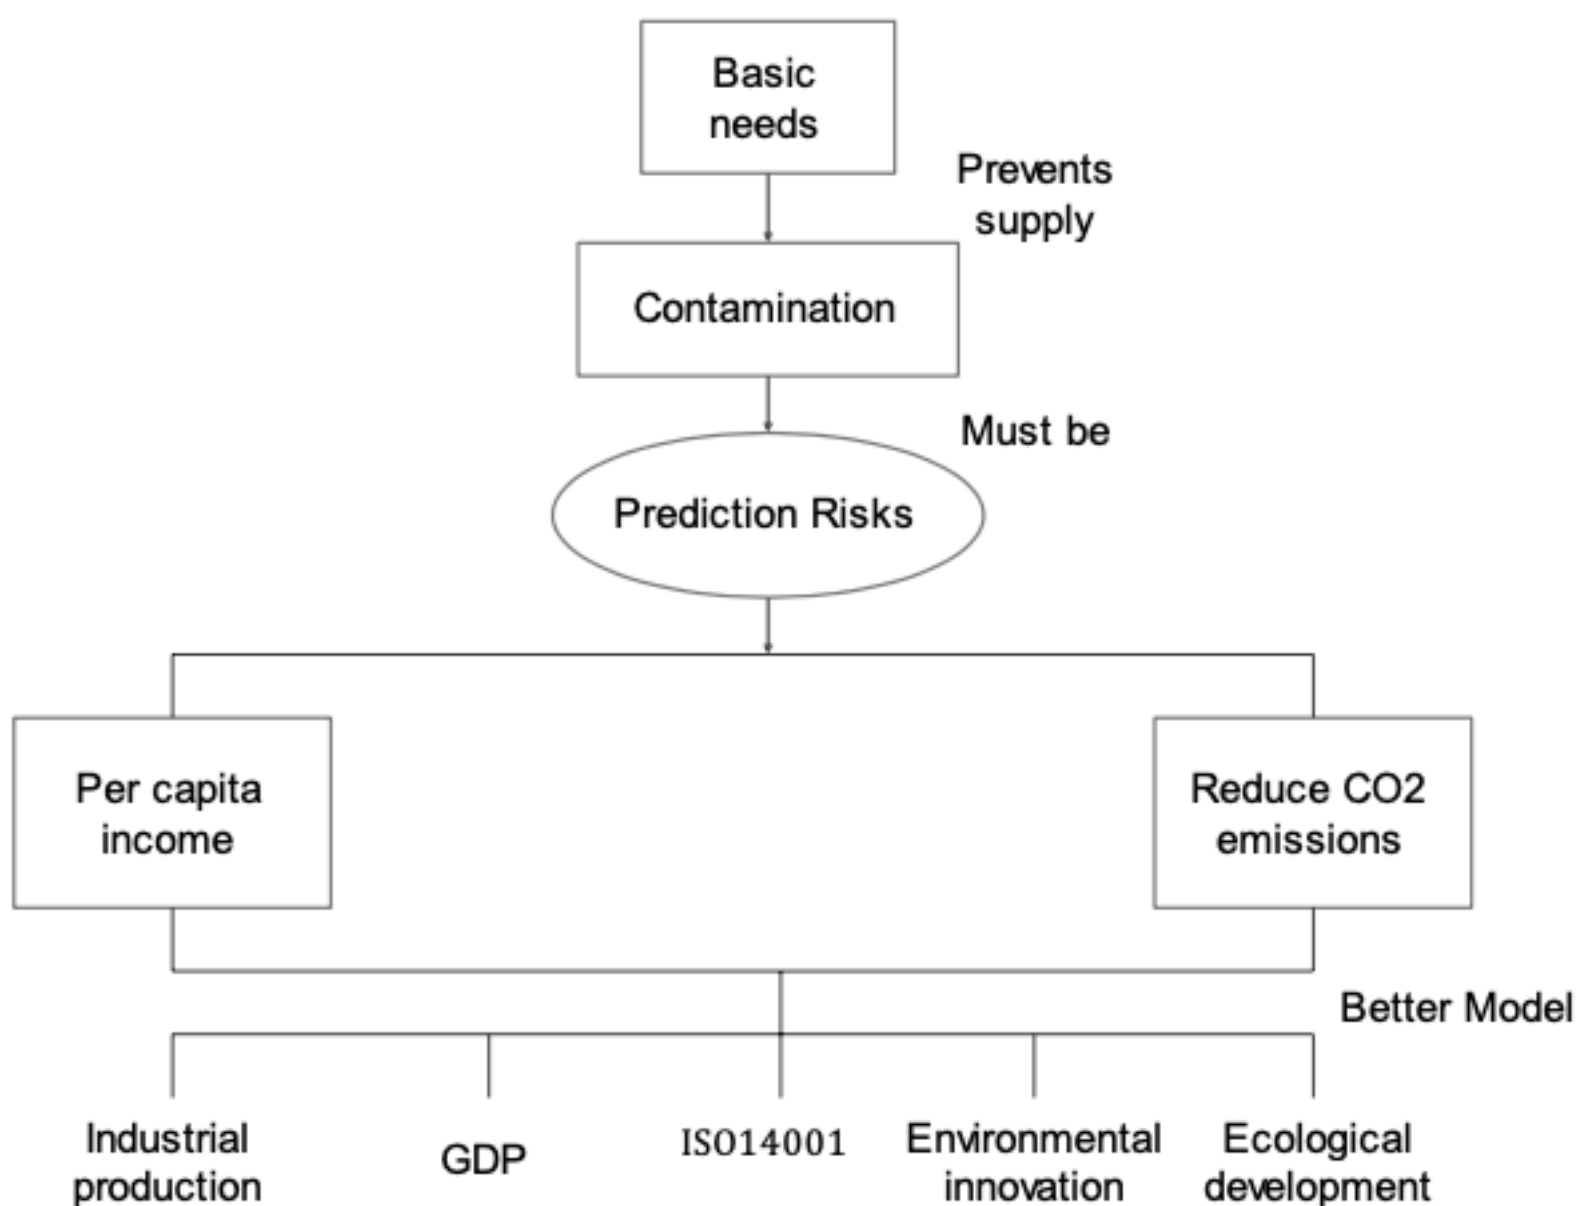 Basic
needs
Prevents
supply
Contamination
Must be
Prediction Risks
Per capita
income
Reduce CO2
emissions
Better Model
Industrial
production
GDP
ISO14001
Environmental
innovation
Ecological
development